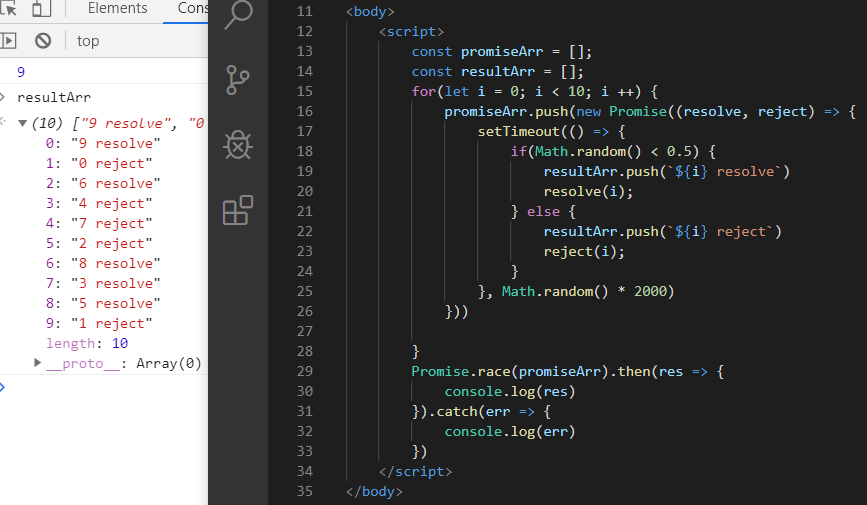 Elements Cons
top
9
resultArr
(10) ["9 resolve", "0
0: "9 resolve"
1: "0 reject"
2: "6 resolve"
3: "4 reject"
4: "7 reject"
5: "2 reject"
6: "8 resolve"
7: "3 resolve"
8: "5 resolve"
9: "1 reject"
length: 10
__proto__: Array(0)
11 <body>
12 <script>
13 const promiseArr = [];
14 const resultArr = [];
15 for(let i = 0; i < 10; i ++) {
16 promiseArr.push(new Promise((resolve, reject) => {
17 setTimeout(() => {
18 if(Math.random() < 0.5) {
19 resultArr.push(`${i} resolve`)
20 resolve(i);
21 } else {
22 resultArr.push(`${i} reject`)
23 reject(i);
24 }
25 }, Math.random() * 2000)
26 }))
27
28 }
29 Promise.race(promiseArr).then(res => {
30 console.log(res)
31 }).catch(err => {
32 console.log(err)
33 })
34 </script>
35 </body>